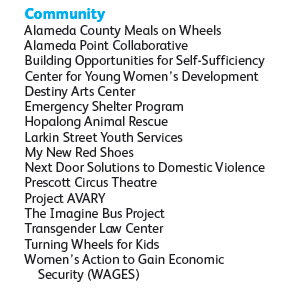 Community
Alameda County Meals on Wheels
Alameda Point Collaborative
Building Opportunities for Self-Sufficiency
Center for Young Women's Development
Destiny Arts Center
Emergency Shelter Program
Hopalong Animal Rescue
Larkin Street Youth Services
My New Red Shoes
Next Door Solutions to Domestic Violence
Prescott Circus Theatre
Project AVARY
The Imagine Bus Project
Transgender Law Center
Turning Wheels for Kids
Women's Action to Gain Economic
Security (WAGES)